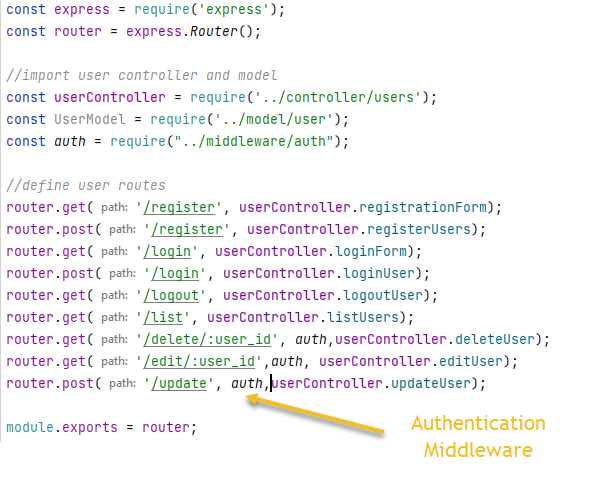 const express = require('express');
const router = express.Router();
//import user controller and model
const userController = require('../controller/users');
const UserModel = require('../model/user');
const auth = require("../middleware/auth");
//define user routes
router.get( path: '/register', userController.registrationForm);
router.post( path: '/register', userController.registerUsers);
router.get( path: '/login', userController.loginForm);
router.post( path: '/login', userController.loginUser);
router.get( path: '/logout', userController.logoutUser);
router.get( path: '/list', userController.listUsers);
router.get( path: '/delete/:user_id', auth,userController.deleteUser);
router.get( path: '/edit/:user_id',auth, userController.editUser);
router.post( path: '/update', auth,userController.updateUser);
module.exports = router;
Authentication
Middleware